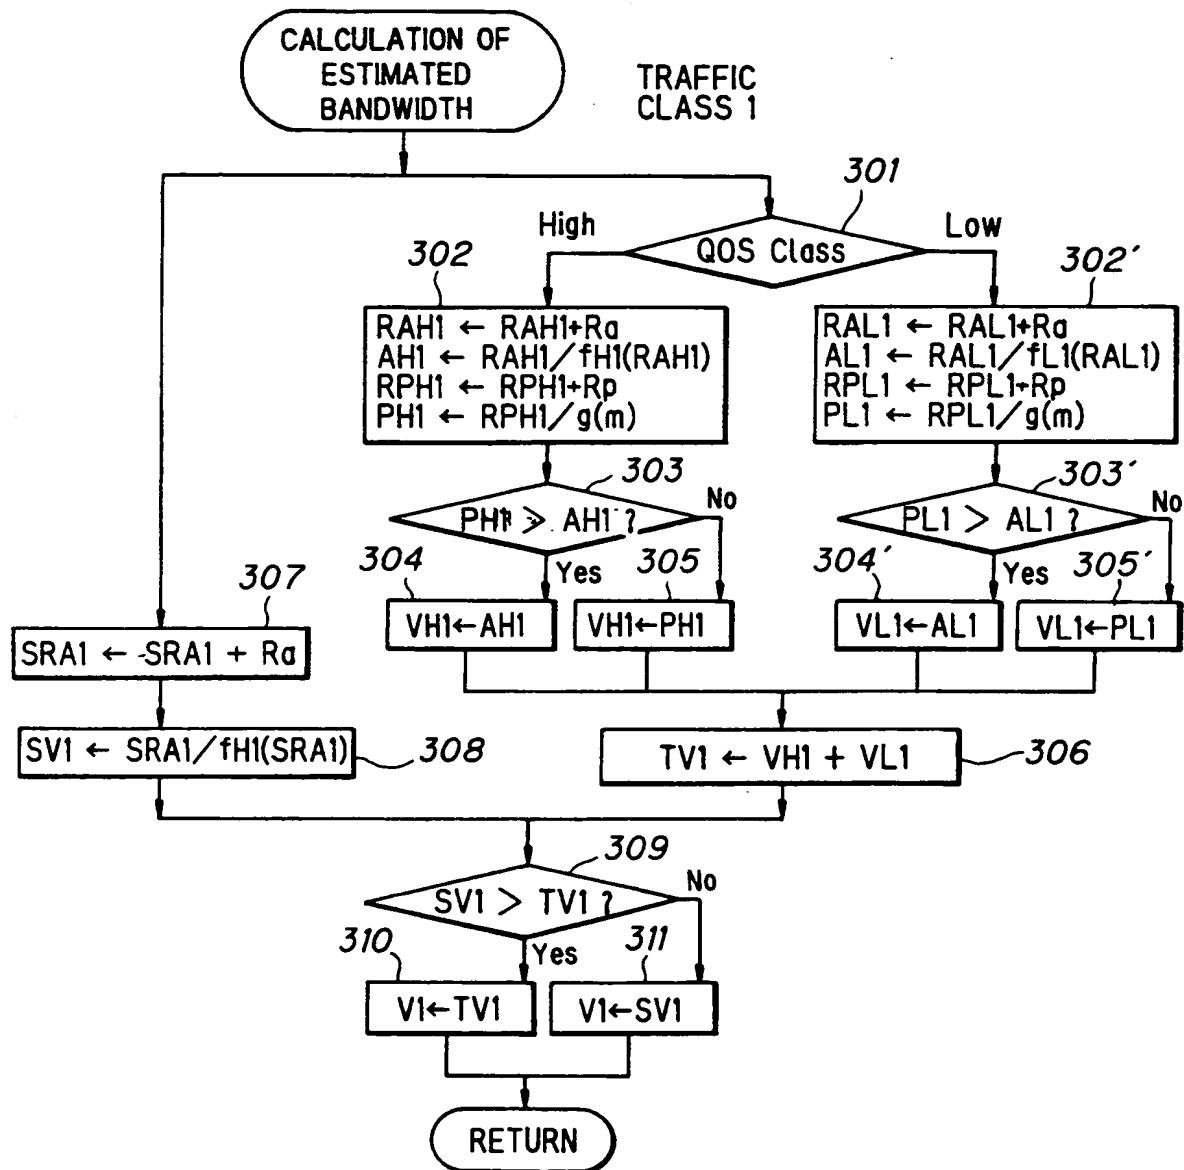 CALCULATION OF
ESTIMATED
BANDWIDTH
TRAFFIC
CLASS 1
301
High
Low
QOS Class
302
RAH1 ← RAH1+Ra
AH1 ← RAH1/fH1(RAH1)
RPH1 ← RPH1+Rp
PH1 ← RPH1/g(m)
302'
RAL1 ← RAL1+Ra
AL1 ← RAL1/fL1(RAL1)
RPL1 ← RPL1+Rp
PL1 ← RPL1/g(m)
303
PH1 > AH1 ?
No
Yes
303'
PL1 > AL1 ?
No
Yes
304
VH1←AH1
305
VH1←PH1
304'
VL1←AL1
305'
VL1←PL1
307
SRA1 ← SRA1 + Ra
SV1 ← SRA1/fH1(SRA1)
308
TV1 ← VH1 + VL1
306
309
SV1 > TV1 ?
No
Yes
310
V1←TV1
311
V1←SV1
RETURN